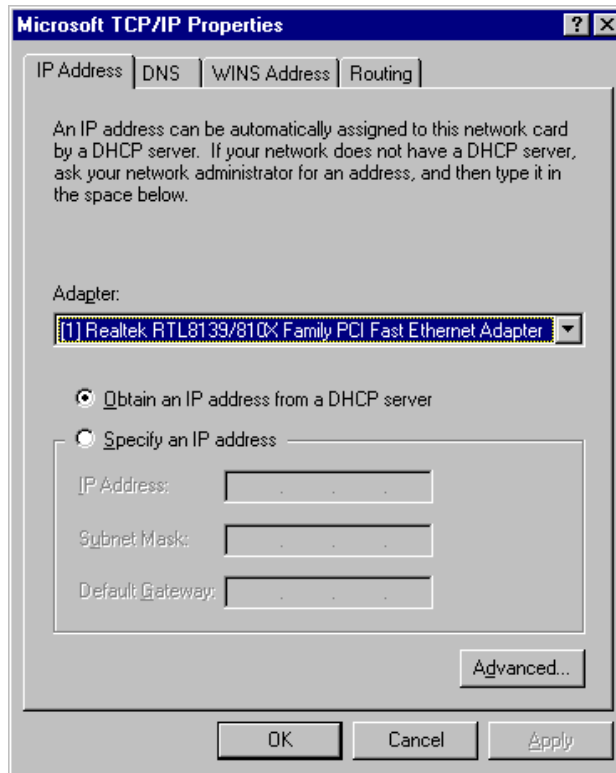 Microsoft TCP/IP Properties
IP Address DNS WINS Address Routing
An IP address can be automatically assigned to this network card
by a DHCP server. If your network does not have a DHCP server,
ask your network administrator for an address, and then type it in
the space below.
Adapter:
[1] Realtek RTL8139/810X Family PCI Fast Ethernet Adapter
Obtain an IP address from a DHCP server
Specify an IP address
IP Address:
Subnet Mask:
Default Gateway:
Advanced...
OK Cancel Apply